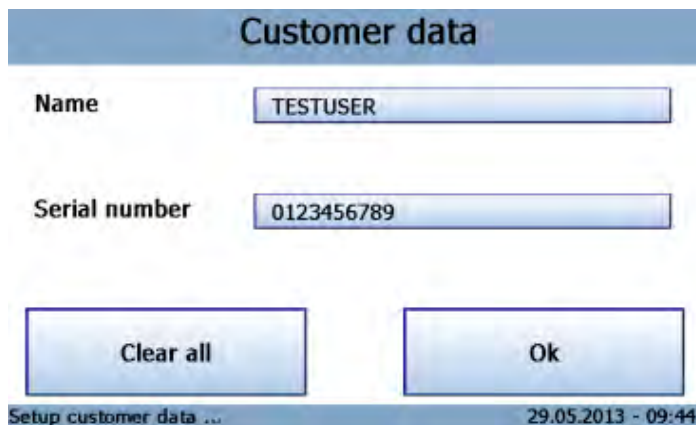 Customer data
Name TESTUSER
Serial number 0123456789
Clear all Ok
Setup customer data ... 29.05.2013 - 09:44